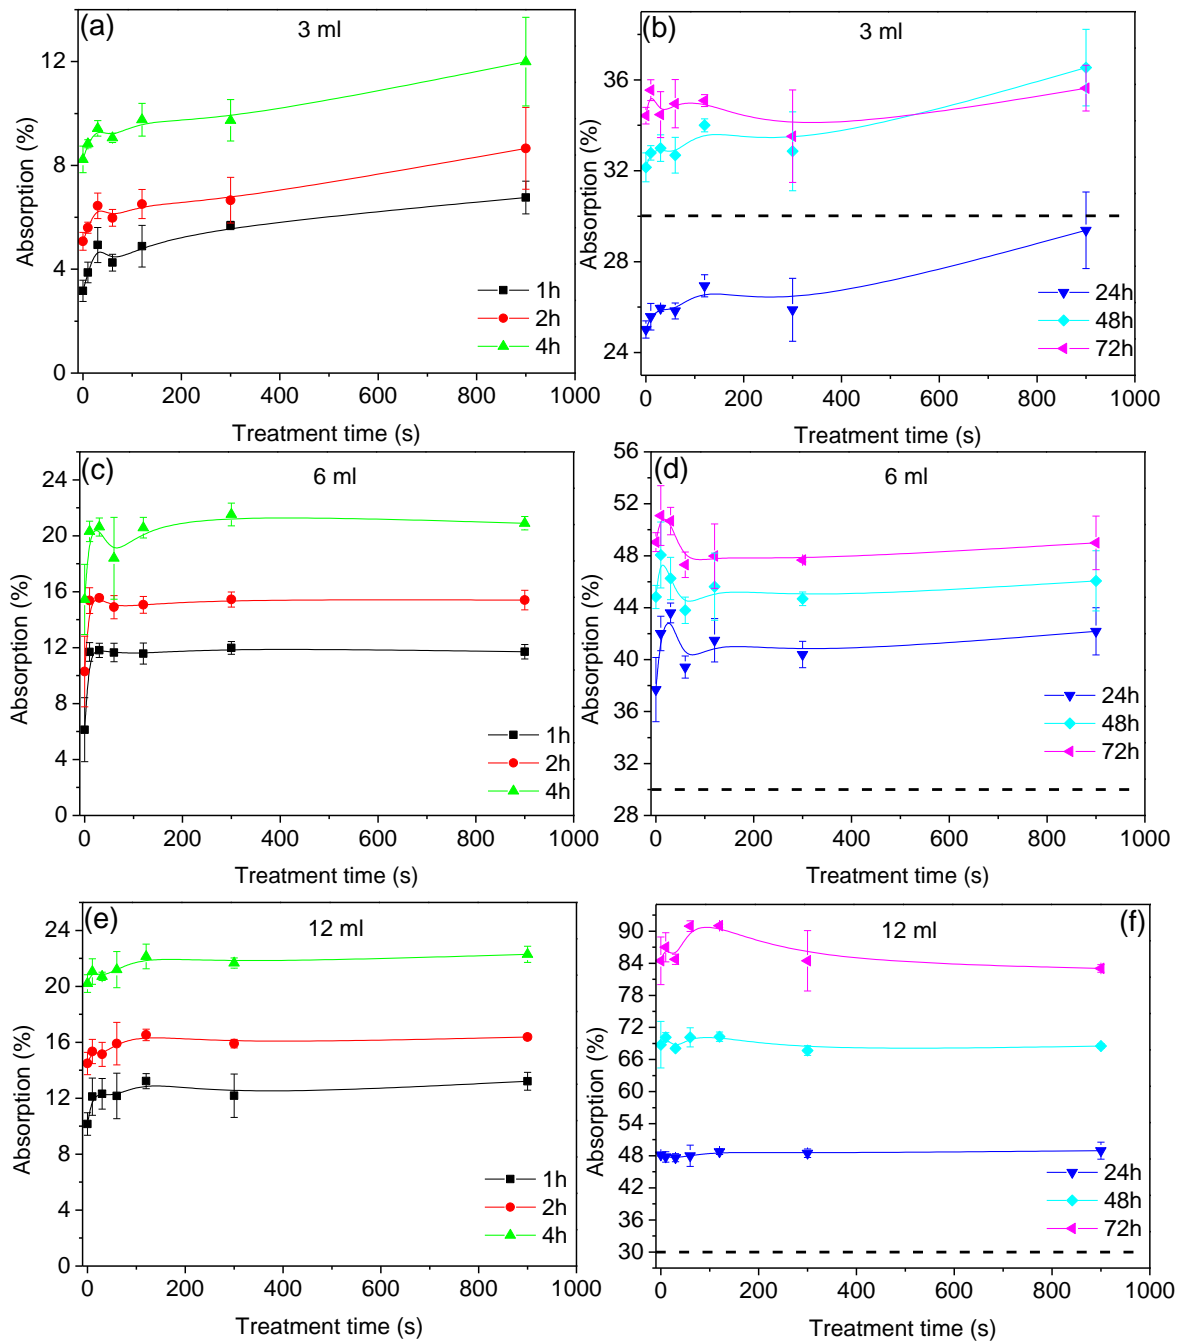 (a)
3 ml
12
8
4
0
Absorption (%)
1h
2h
4h
0
200
400
600
800
1000
Treatment time (s)
(b)
3 ml
36
32
28
24
Absorption (%)
24h
48h
72h
0
200
400
600
800
1000
Treatment time (s)
(c)
6 ml
24
20
16
12
8
4
0
Absorption (%)
1h
2h
4h
0
200
400
600
800
1000
Treatment time (s)
(d)
6 ml
56
52
48
44
40
36
32
28
Absorption (%)
24h
48h
72h
0
200
400
600
800
1000
Treatment time (s)
(e)
12 ml
24
20
16
12
8
4
0
Absorption (%)
1h
2h
4h
0
200
400
600
800
1000
Treatment time (s)
12 ml
(f)
90
84
78
72
66
60
54
48
42
36
30
Absorption (%)
24h
48h
72h
0
200
400
600
800
1000
Treatment time (s)